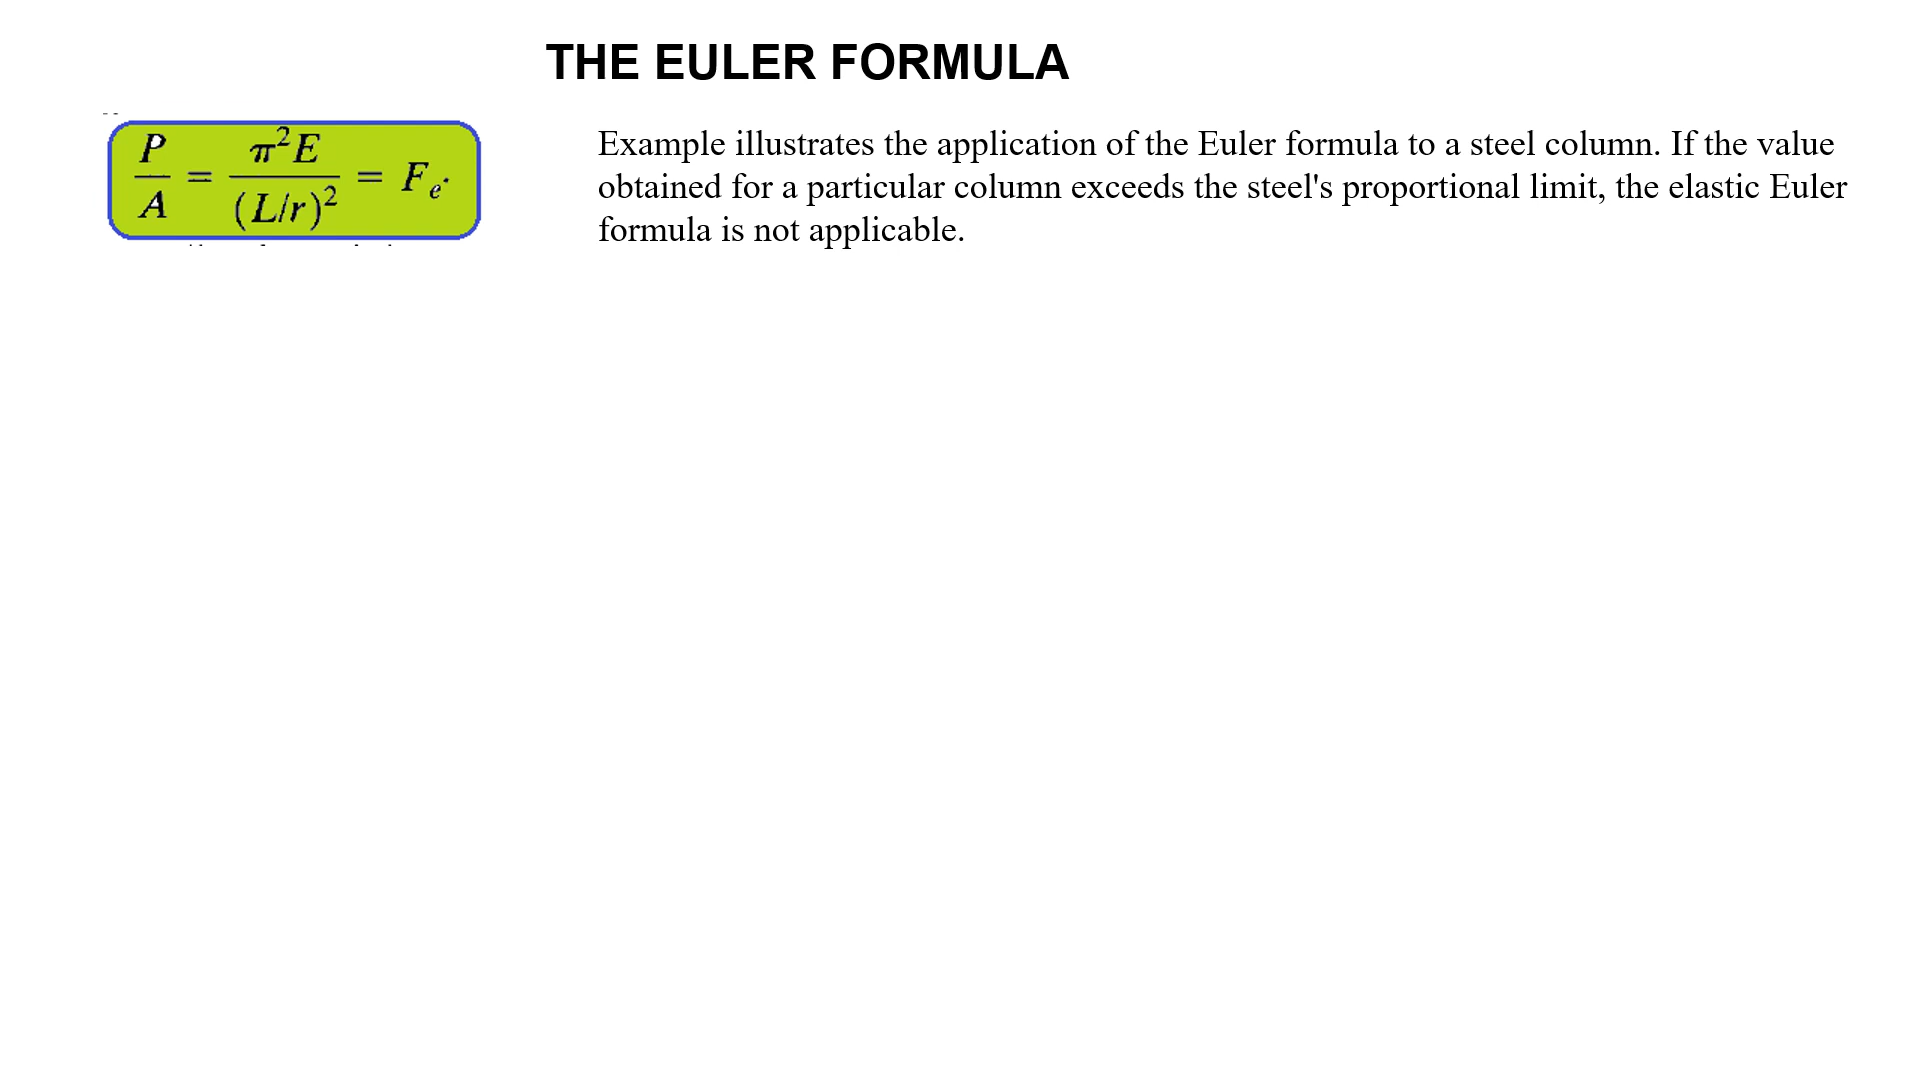 THE EULER FORMULA
P/A = π²E/(L/r)² = Fe.
Example illustrates the application of the Euler formula to a steel column. If the value
obtained for a particular column exceeds the steel's proportional limit, the elastic Euler
formula is not applicable.